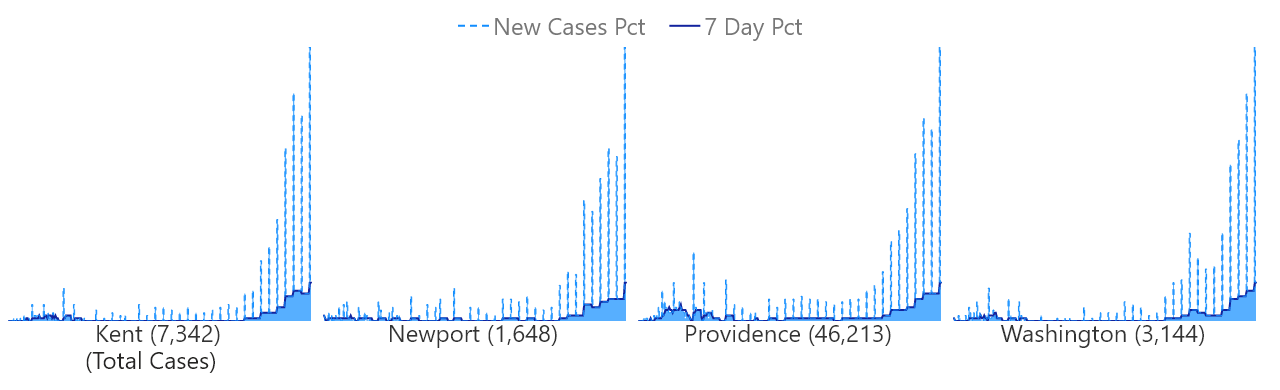 New Cases Pct 7 Day Pct
Kent (7,342) Newport (1,648) Providence (46,213) Washington (3,144)
(Total Cases)